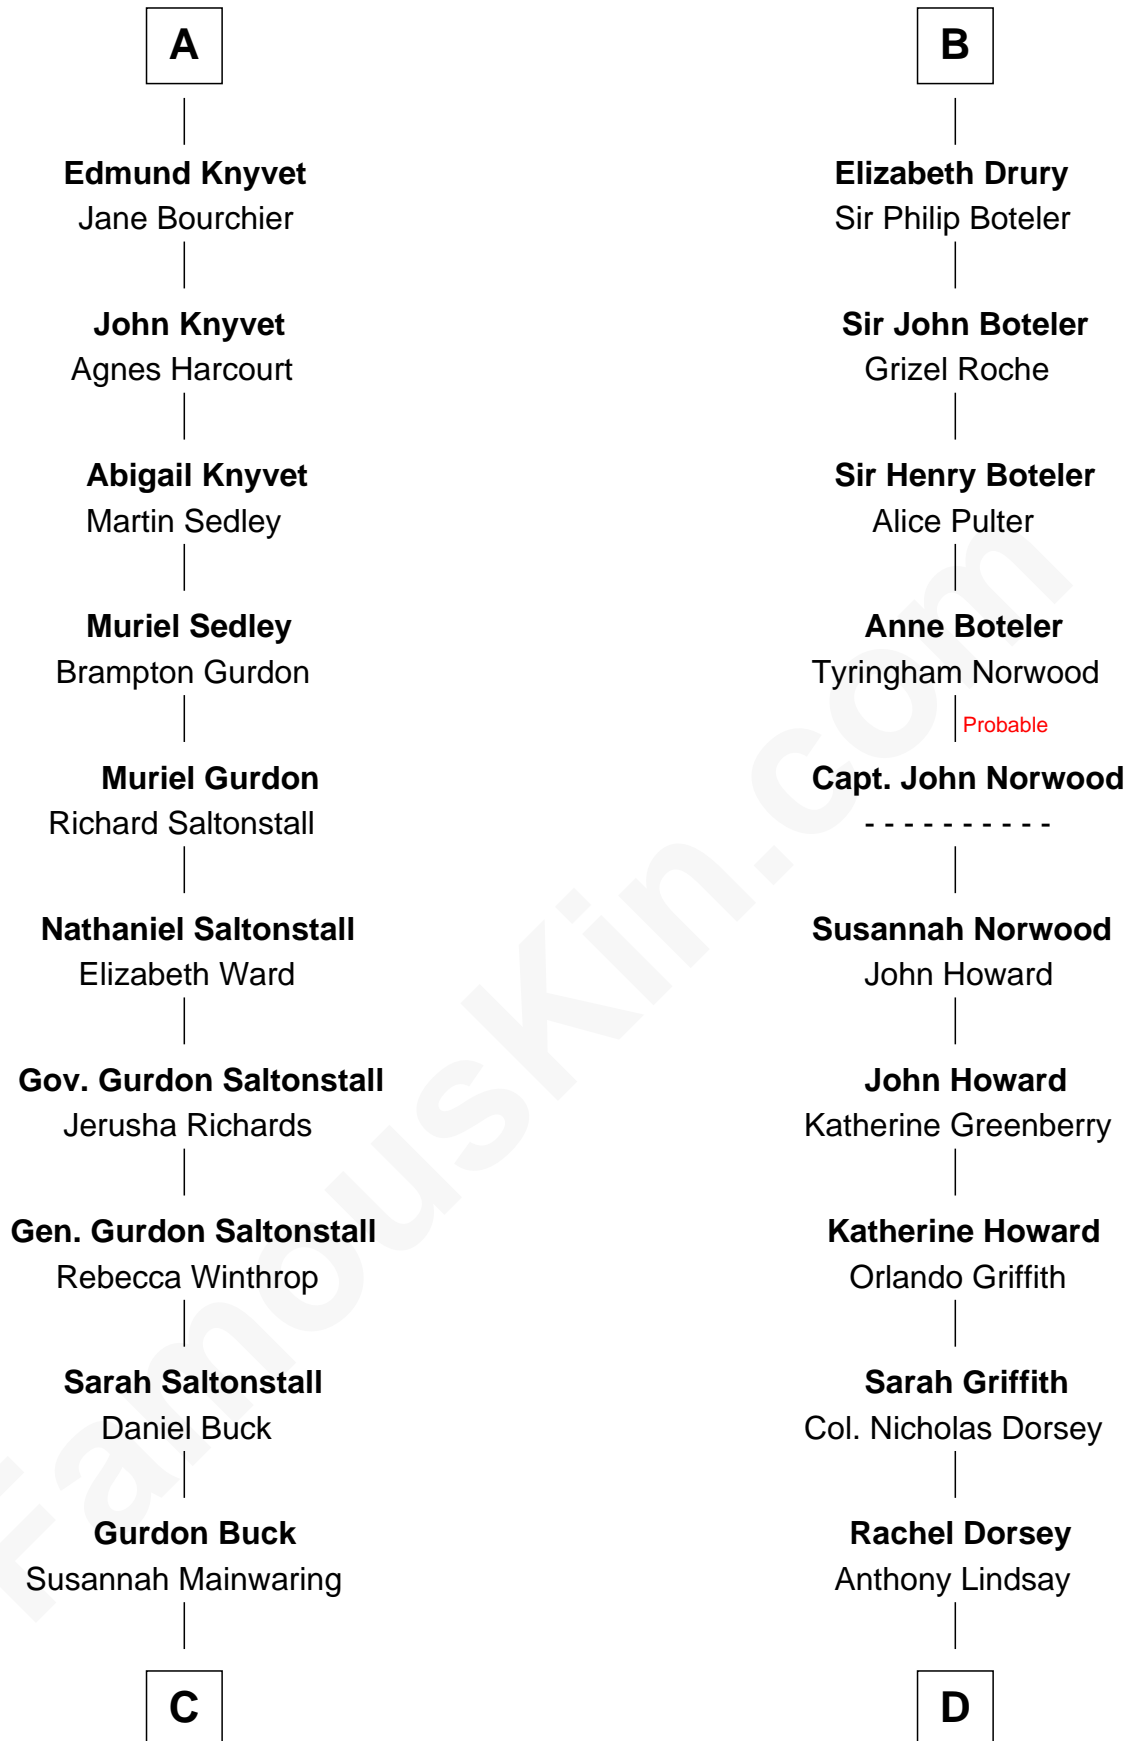 A
Edmund Knyvet
Jane Bourchier
John Knyvet
Agnes Harcourt
Abigail Knyvet
Martin Sedley
Muriel Sedley
Brampton Gurdon
Muriel Gurdon
Richard Saltonstall
Nathaniel Saltonstall
Elizabeth Ward
Gov. Gurdon Saltonstall
Jerusha Richards
Gen. Gurdon Saltonstall
Rebecca Winthrop
Sarah Saltonstall
Daniel Buck
Gurdon Buck
Susannah Mainwaring
C
B
Elizabeth Drury
Sir Philip Boteler
Sir John Boteler
Grizel Roche
Sir Henry Boteler
Alice Pulter
Anne Boteler
Tyringham Norwood
Probable
Capt. John Norwood
- - - - - - - - - -
Susannah Norwood
John Howard
John Howard
Katherine Greenberry
Katherine Howard
Orlando Griffith
Sarah Griffith
Col. Nicholas Dorsey
Rachel Dorsey
Anthony Lindsay
D
FamousKin.com